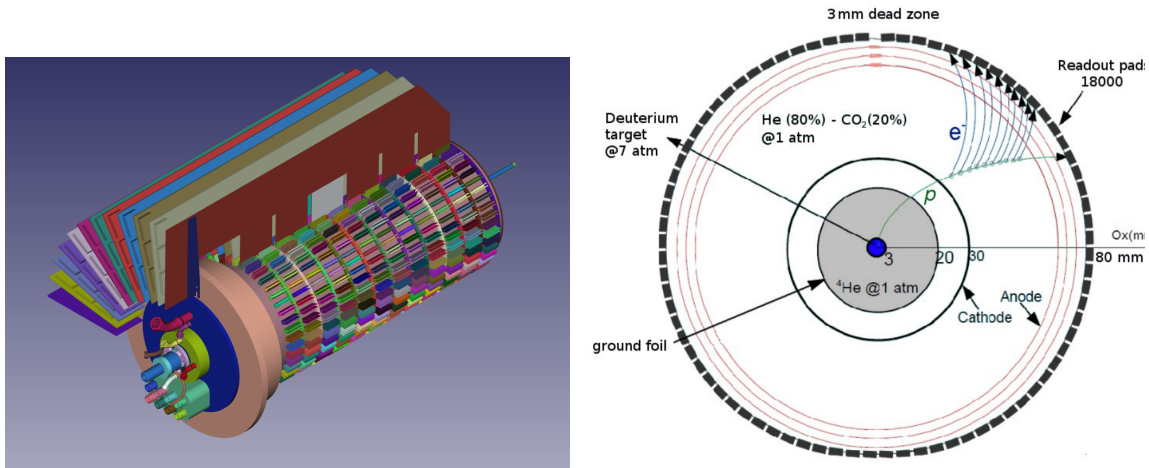 3mm dead zone
Readout pads
18000
Deuterium
target
@7 atm
He (80%) - CO₂(20%)
@1 atm
e⁻
p
Ox(m
3
20
30
80 mm
⁴He @1 atm
Anode
Cathode
ground foil